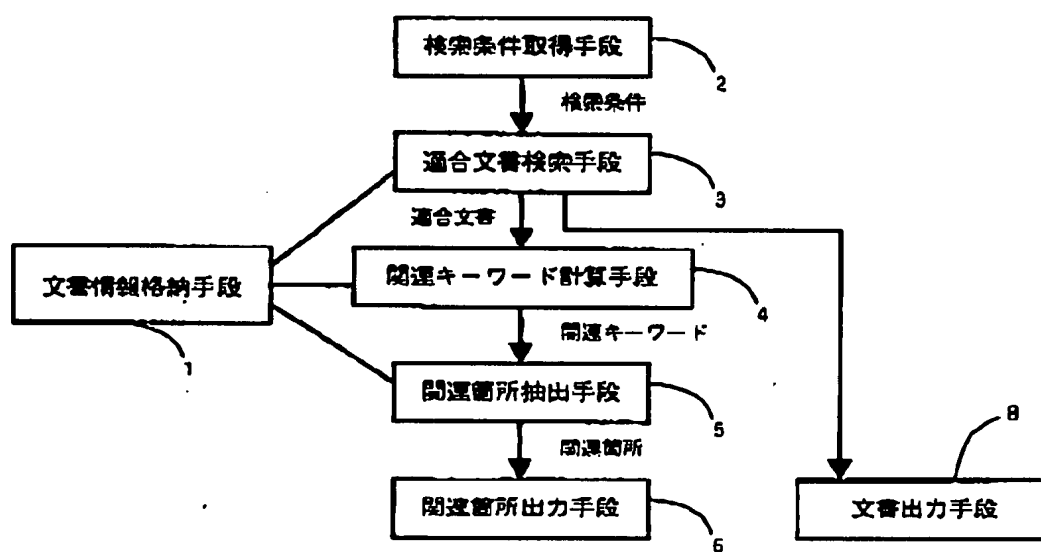 検索条件取得手段
2
検索条件
適合文書検索手段
3
適合文書
文書情報格納手段
1
関連キーワード計算手段
4
関連キーワード
関連箇所抽出手段
5
関連箇所
関連箇所出力手段
6
文書出力手段
8